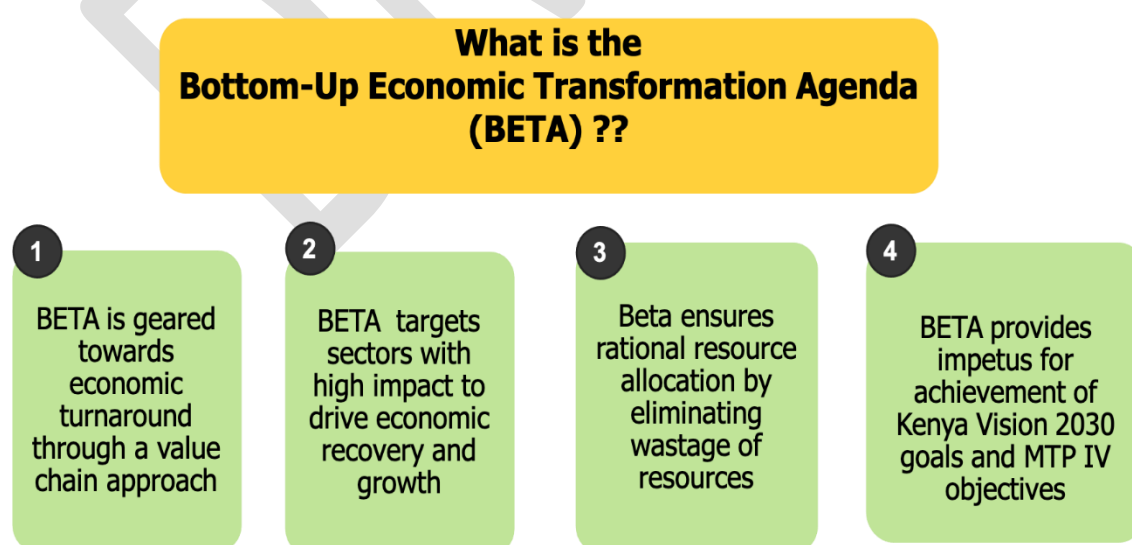 What is the
Bottom-Up Economic Transformation Agenda
(BETA) ??
1
BETA is geared
towards
economic
turnaround
through a value
chain approach
2
BETA targets
sectors with
high impact to
drive economic
recovery and
growth
3
Beta ensures
rational resource
allocation by
eliminating
wastage of
resources
4
BETA provides
impetus for
achievement of
Kenya Vision 2030
goals and MTP IV
objectives